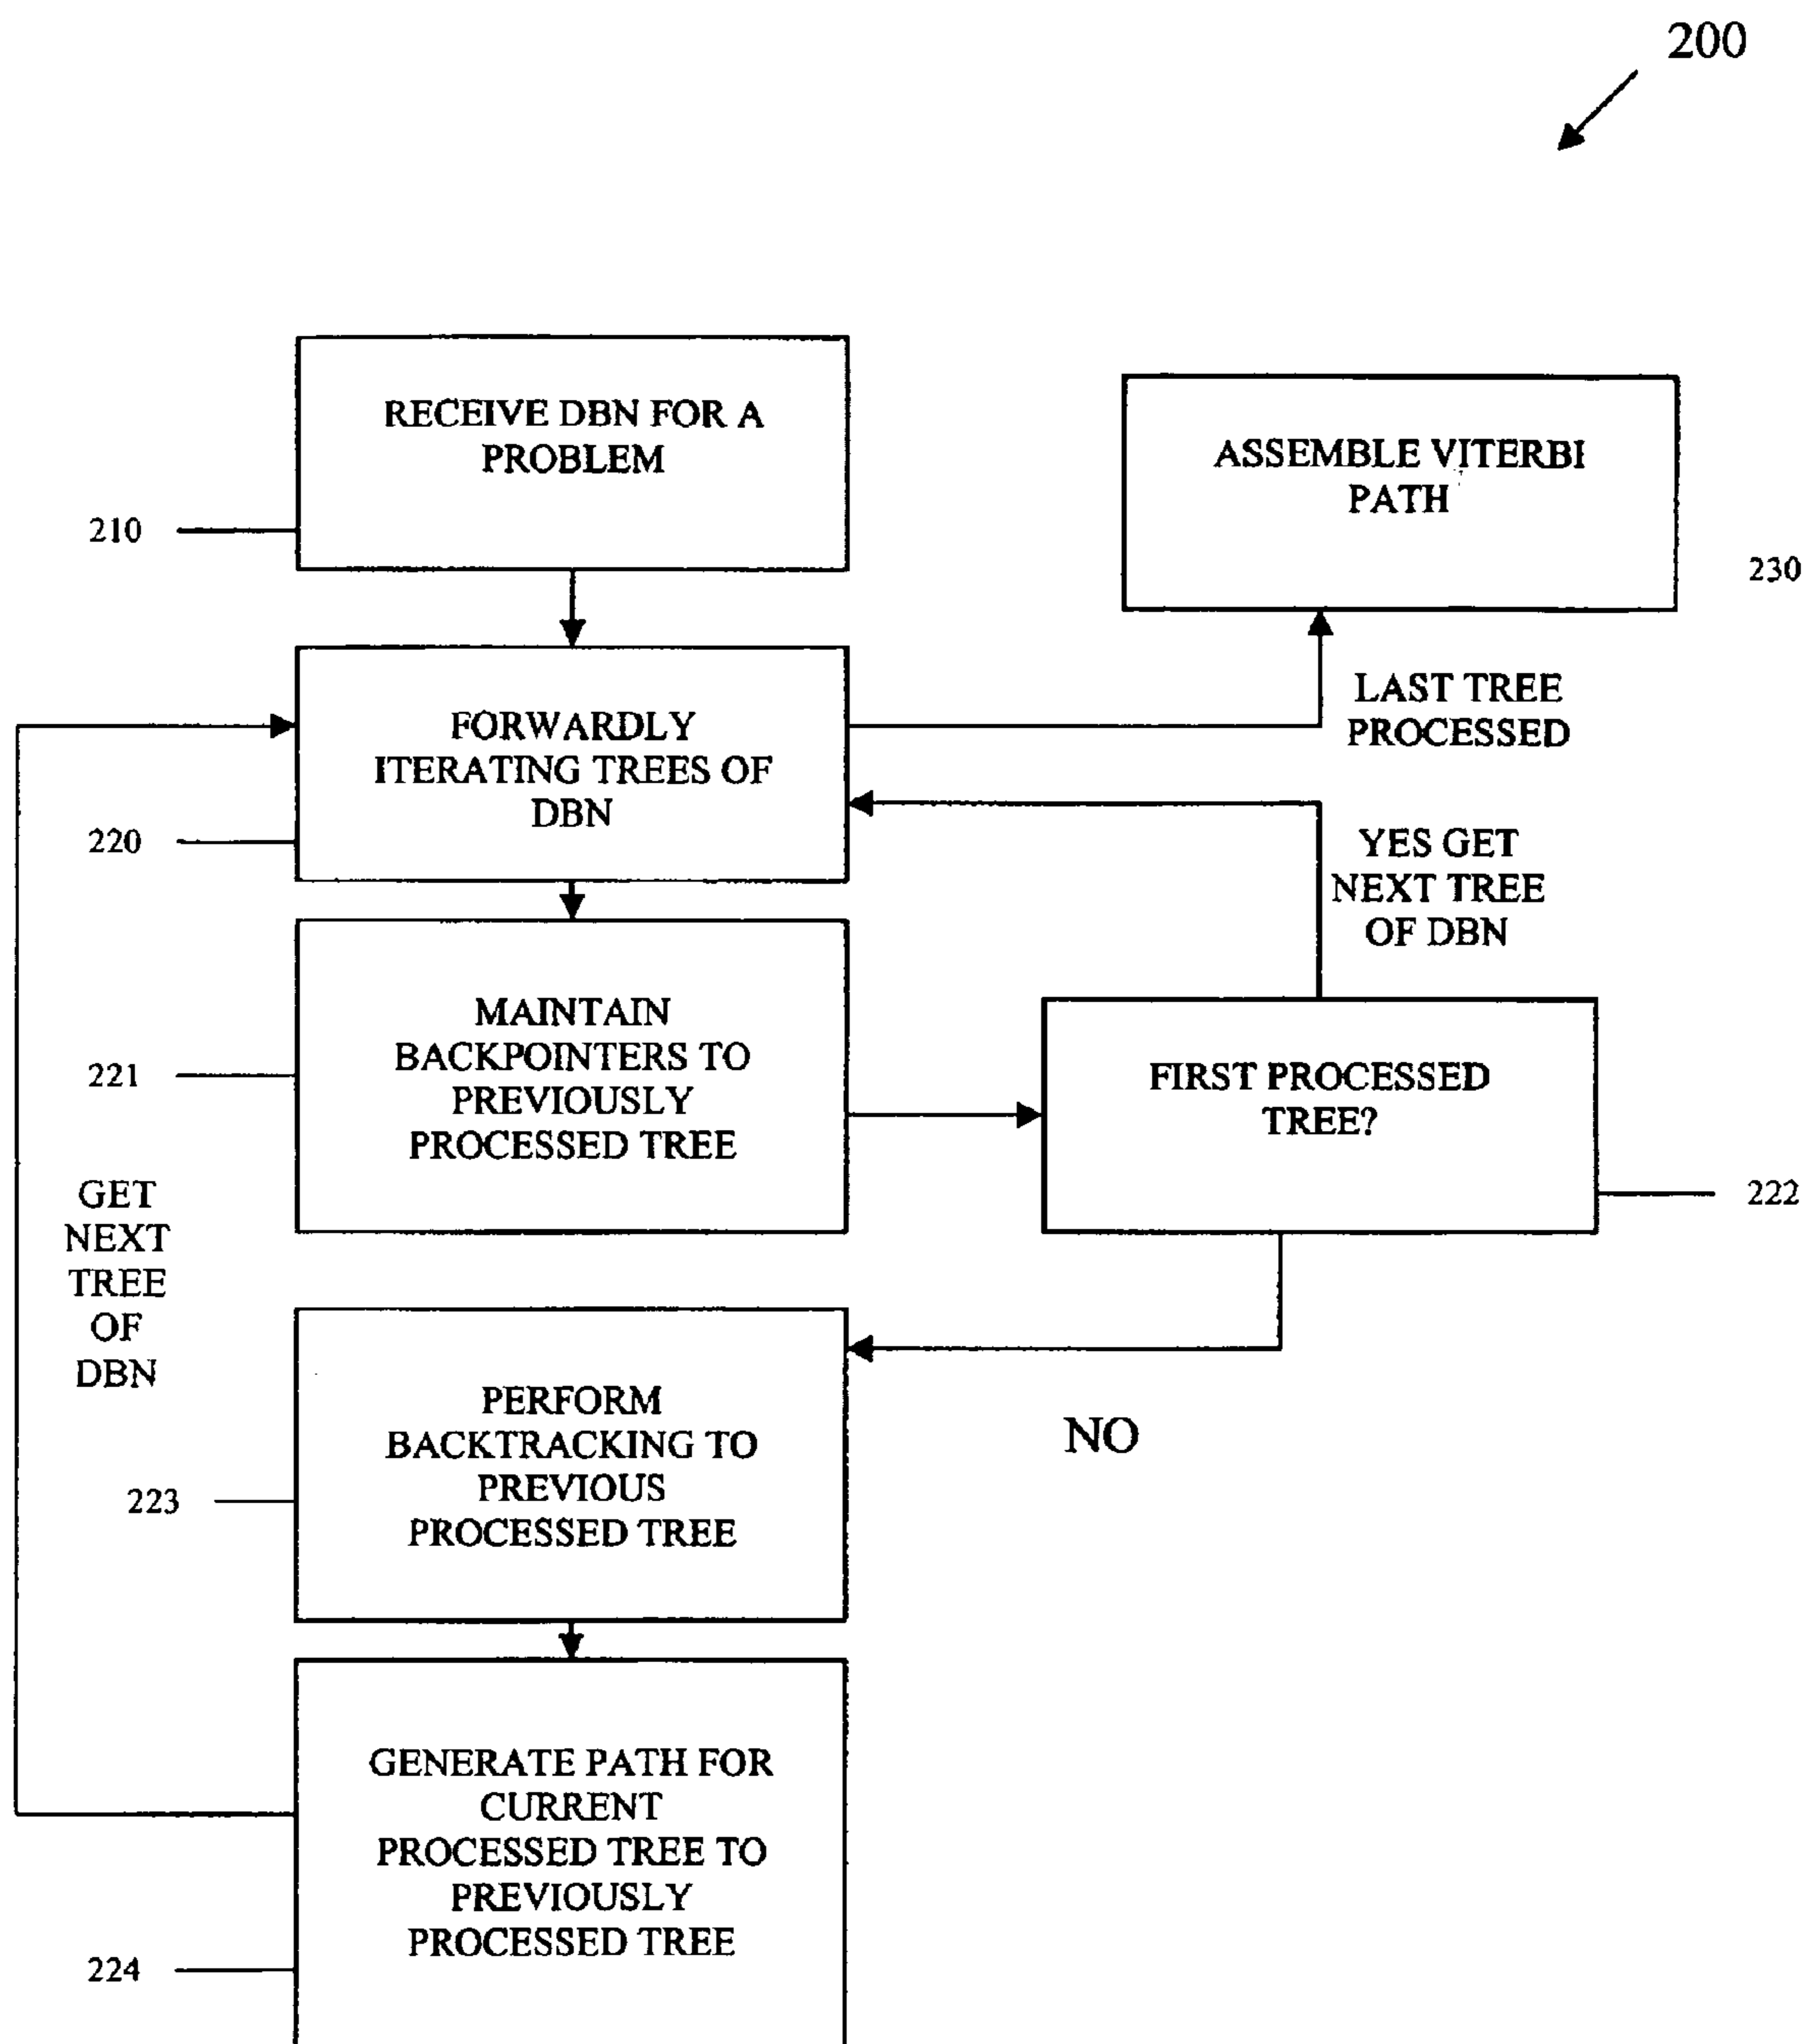 200
RECEIVE DBN FOR A
PROBLEM
210
ASSEMBLE VITERBI
PATH
230
FORWARDLY
ITERATING TREES OF
DBN
220
LAST TREE
PROCESSED
YES GET
NEXT TREE
OF DBN
MAINTAIN
BACKPOINTERS TO
PREVIOUSLY
PROCESSED TREE
221
FIRST PROCESSED
TREE?
222
GET
NEXT
TREE
OF
DBN
PERFORM
BACKTRACKING TO
PREVIOUS
PROCESSED TREE
223
NO
GENERATE PATH FOR
CURRENT
PROCESSED TREE TO
PREVIOUSLY
PROCESSED TREE
224